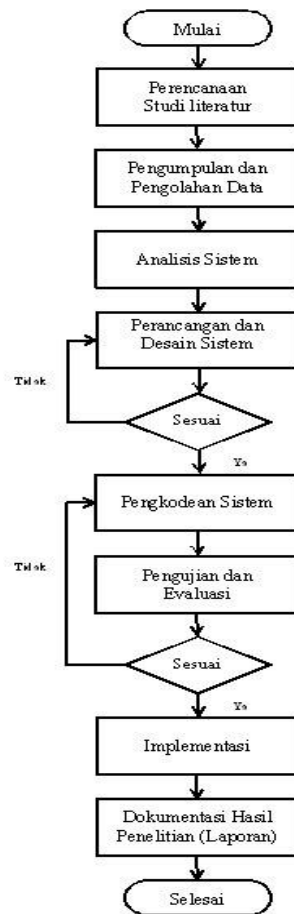 Mulai
Perencanaan
Studi literatur
Pengumpulan dan
Pengolahan Data
Analisis Sistem
Perancangan dan
Desain Sistem
Tidak
Sesuai
Ya
Pengkodean Sistem
Tidak
Pengujian dan
Evaluasi
Sesuai
Ya
Implementasi
Dokumentasi Hasil
Penelitian (Laporan)
Selesai